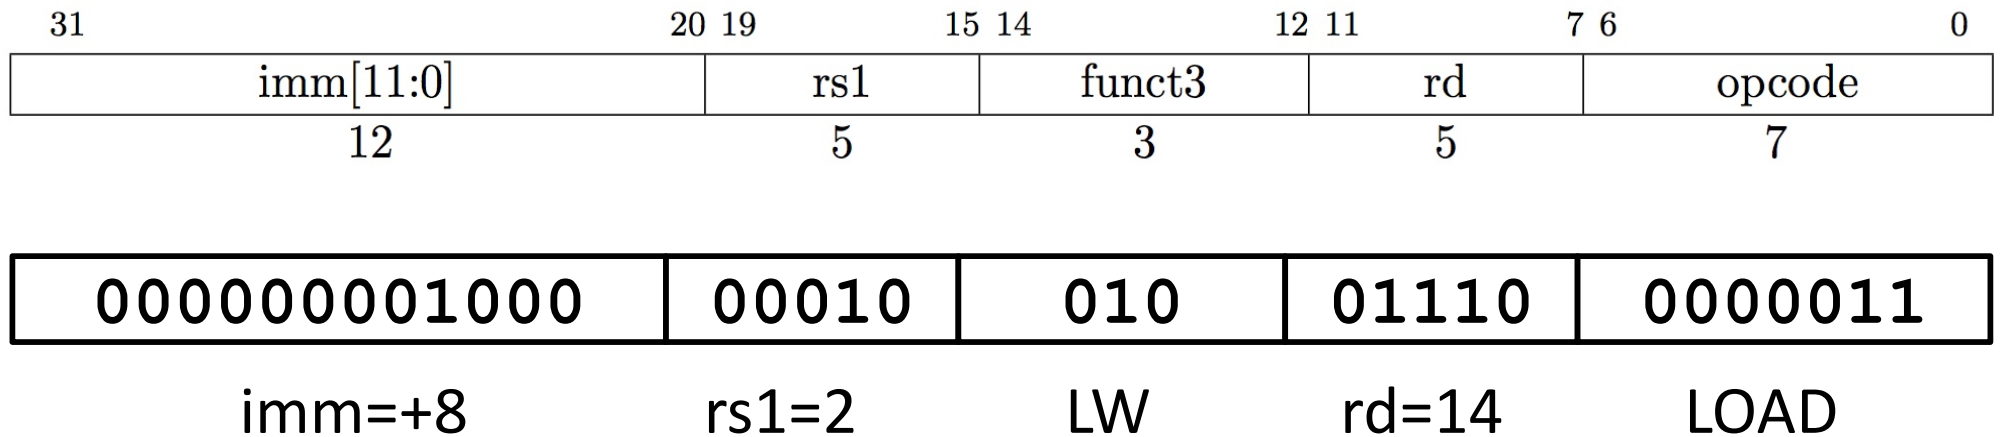 31 20 19 15 14 12 11 7 6 0
imm[11:0] rs1 funct3 rd opcode
12 5 3 5 7
000000001000 00010 010 01110 0000011
imm=+8 rs1=2 LW rd=14 LOAD